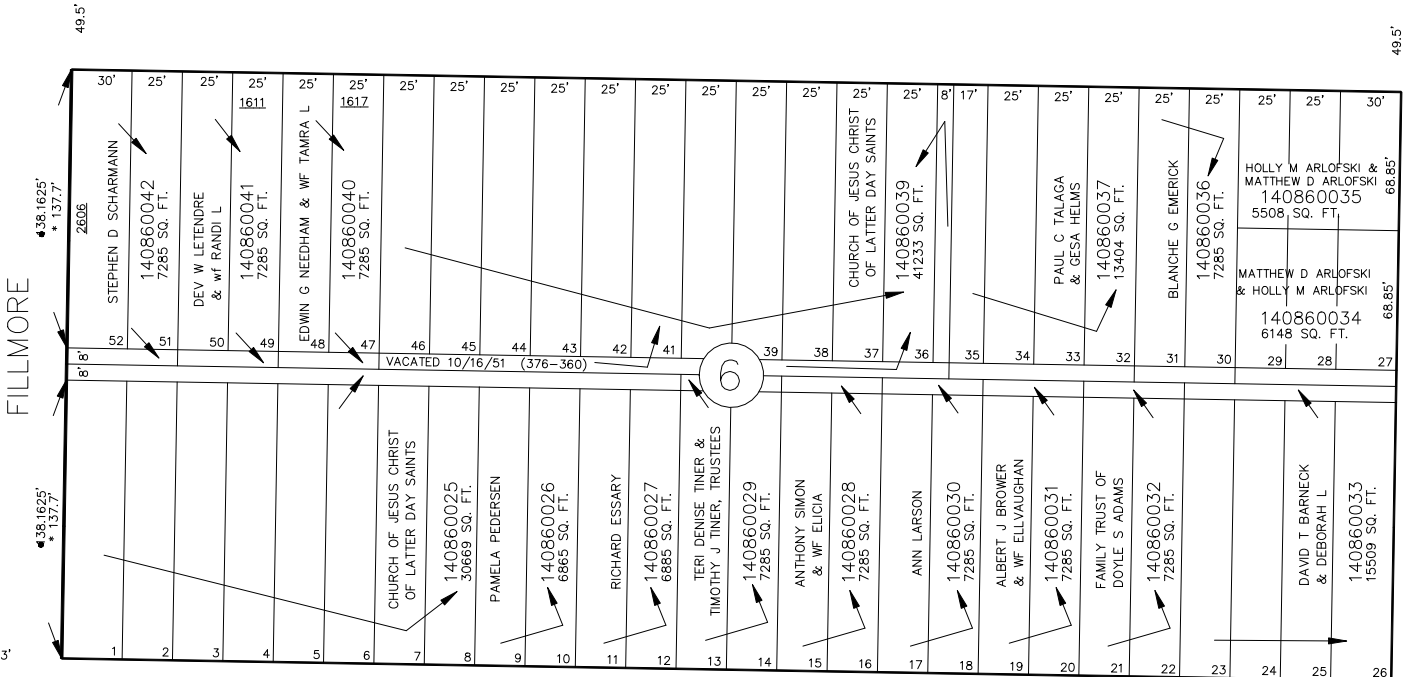 49.5'
49.5'
30' 25' 25' 25' 25' 25' 25' 25' 25' 25' 25' 25' 25' 25' 25' 25' 25' 8' 17' 25' 25' 25' 25' 25' 25' 25' 30'
1611
1617
138.1625'
* 137.7'
2606
FILLMORE
STEPHEN D SCHARMANN
140860042
7285 SQ. FT.
DEV W LETENDRE
& wf RANDI L
140860041
7285 SQ. FT.
EDWIN G NEEDHAM & WF TAMRA L
140860040
7285 SQ. FT.
CHURCH OF JESUS CHRIST
OF LATTER DAY SAINTS
140860039
41233 SQ. FT.
PAUL C TALAGA
& GESA HELMS
140860037
13404 SQ. FT.
BLANCHE G EMERICK
140860036
7285 SQ. FT.
HOLLY M ARLOFSKI &
MATTHEW D ARLOFSKI
140860035
5508 SQ. FT.
68.85'
MATTHEW D ARLOFSKI
& HOLLY M ARLOFSKI
140860034
6148 SQ. FT.
68.85'
52 51 50 49 48 47 46 45 44 43 42 41 39 38 37 36 35 34 33 32 31 30 29 28 27
8'
8'
VACATED 10/16/51 (376-360)
6
138.1625'
* 137.7'
CHURCH OF JESUS CHRIST
OF LATTER DAY SAINTS
140860025
30669 SQ. FT.
PAMELA PEDERSEN
140860026
6865 SQ. FT.
RICHARD ESSARY
140860027
6885 SQ. FT.
TERI DENISE TINER &
TIMOTHY J TINER, TRUSTEES
140860029
7285 SQ. FT.
ANTHONY SIMON
& WF ELICIA
140860028
7285 SQ. FT.
ANN LARSON
140860030
7285 SQ. FT.
ALBERT J BROWER
& WF ELLVAUGHAN
140860031
7285 SQ. FT.
FAMILY TRUST OF
DOYLE S ADAMS
140860032
7285 SQ. FT.
DAVID T BARNECK
& DEBORAH L
140860033
15509 SQ. FT.
3'
1 2 3 4 5 6 7 8 9 10 11 12 13 14 15 16 17 18 19 20 21 22 23 24 25 26